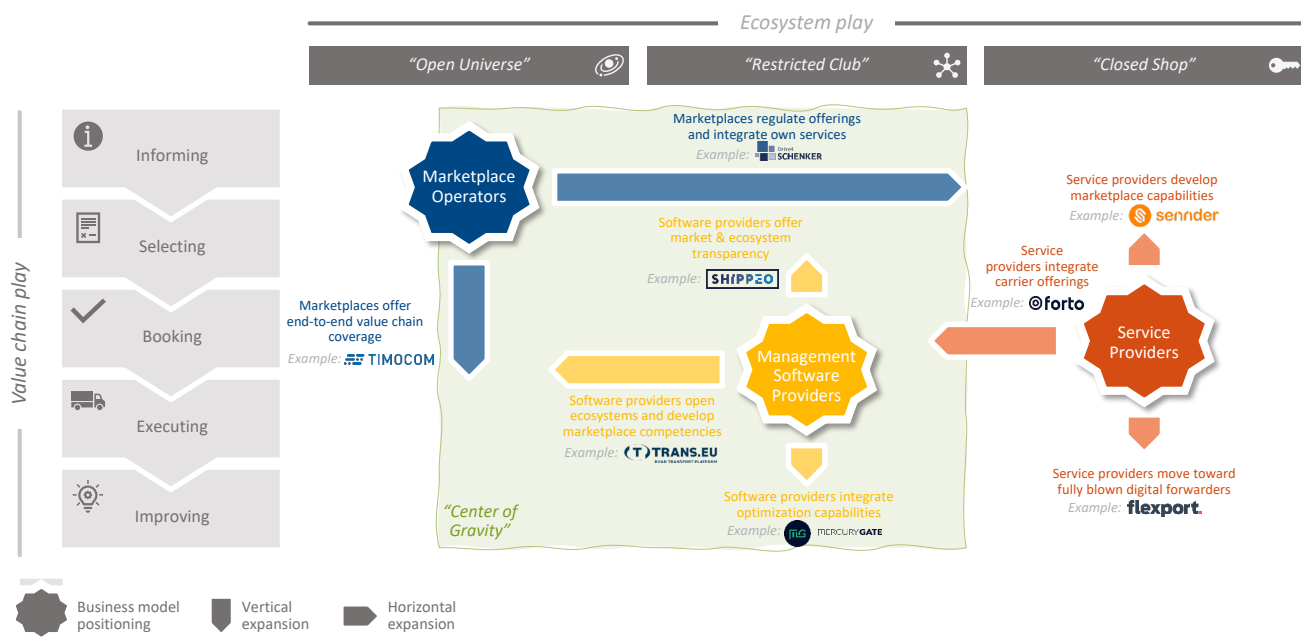 Ecosystem play
“Open Universe”
“Restricted Club”
“Closed Shop”
Value chain play
Informing
Selecting
Booking
Executing
Improving
Marketplace
Operators
Marketplaces regulate offerings
and integrate own services
Example: Drive4
SCHENKER
Marketplaces offer
end-to-end value chain
coverage
Example: TIMOCOM
Software providers offer
market & ecosystem
transparency
Example: SHIPPEO
Management
Software
Providers
Software providers open
ecosystems and develop
marketplace competencies
Example: (T) TRANS.EU
ROAD TRANSPORT PLATFORM
Software providers integrate
optimization capabilities
Example: MG MERCURYGATE
“Center of
Gravity”
Service providers develop
marketplace capabilities
Example: sennder
Service
providers integrate
carrier offerings
Example: forto
Service
Providers
Service providers move toward
fully blown digital forwarders
Example: flexport.
Business model
positioning
Vertical
expansion
Horizontal
expansion